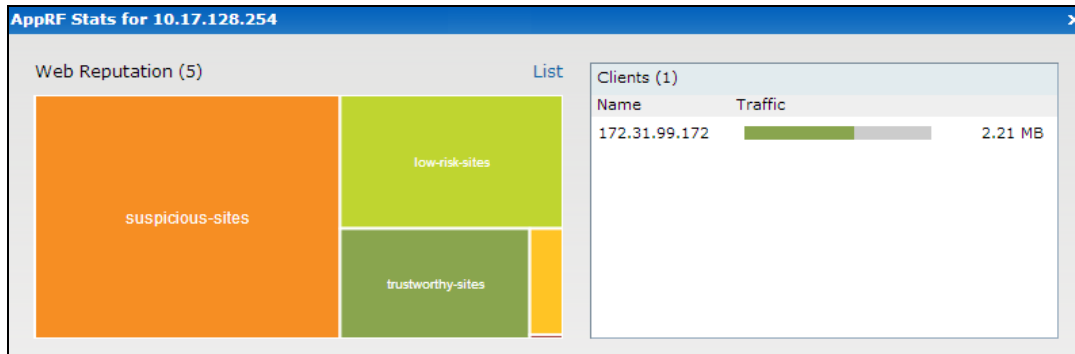 AppRF Stats for 10.17.128.254
Web Reputation (5) List
suspicious-sites
low-risk-sites
trustworthy-sites
Clients (1)
Name Traffic
172.31.99.172 2.21 MB